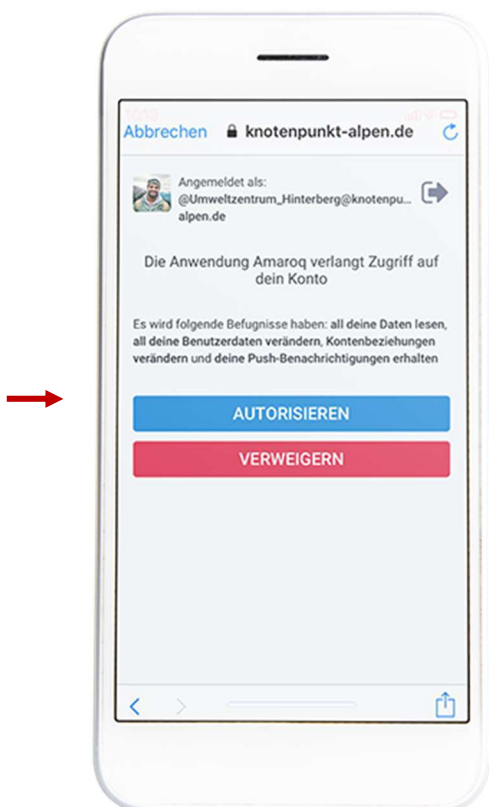 Abbrechen knotenpunkt-alpen.de
Angemeldet als:
@Umweltzentrum_Hinterberg@knotenpu...
alpen.de
Die Anwendung Amaroq verlangt Zugriff auf
dein Konto
Es wird folgende Befugnisse haben: all deine Daten lesen,
all deine Benutzerdaten verändern, Kontenbeziehungen
verändern und deine Push-Benachrichtigungen erhalten
AUTORISIEREN
VERWEIGERN